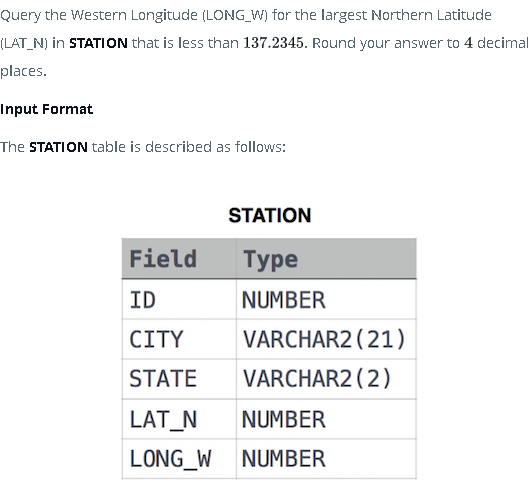 Query the Western Longitude (LONG_W) for the largest Northern Latitude
(LAT_N) in STATION that is less than 137.2345. Round your answer to 4 decimal
places.
Input Format
The STATION table is described as follows:
STATION
Field Type
ID NUMBER
CITY VARCHAR2(21)
STATE VARCHAR2(2)
LAT_N NUMBER
LONG_W NUMBER